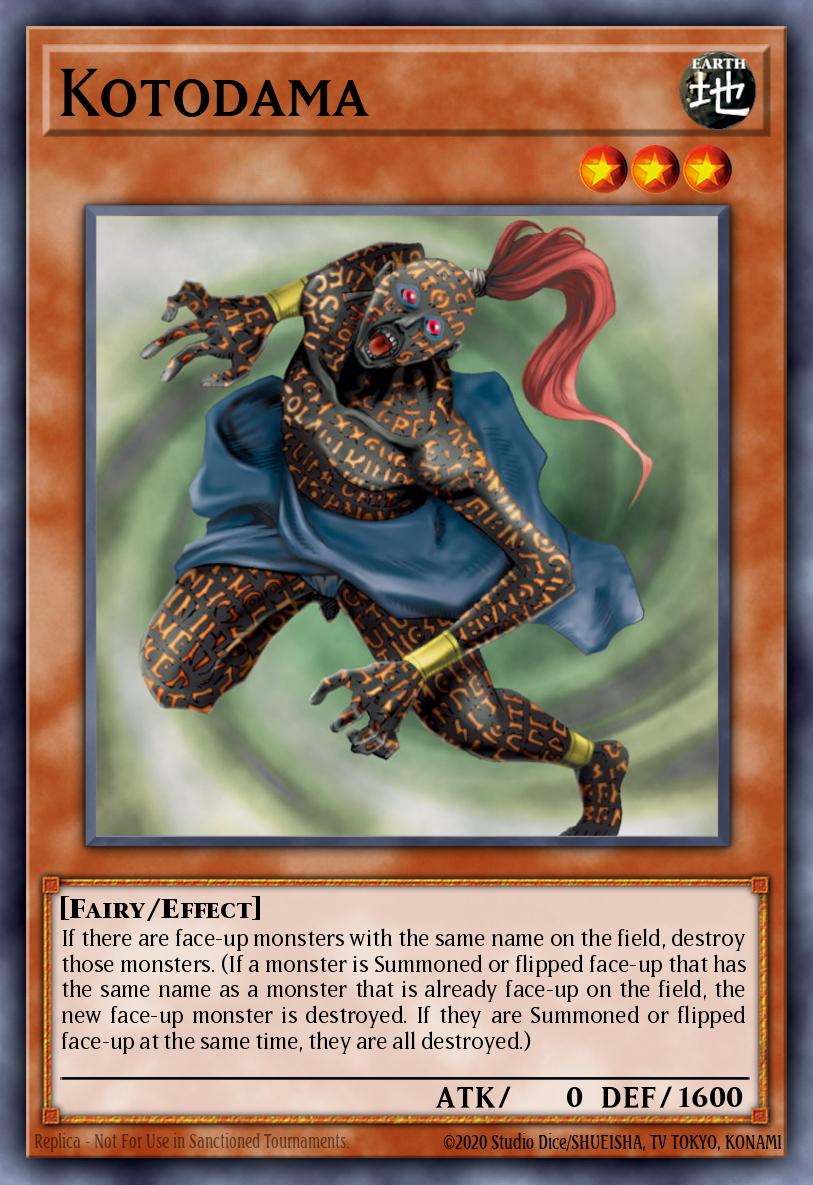 Kotodama
EARTH
地
[Fairy/Effect]
If there are face-up monsters with the same name on the field, destroy
those monsters. (If a monster is Summoned or flipped face-up that has
the same name as a monster that is already face-up on the field, the
new face-up monster is destroyed. If they are Summoned or flipped
face-up at the same time, they are all destroyed.)
ATK/ 0 DEF/1600
Replica - Not For Use in Sanctioned Tournaments.
©2020 Studio Dice/SHUEISHA, TV TOKYO, KONAMI